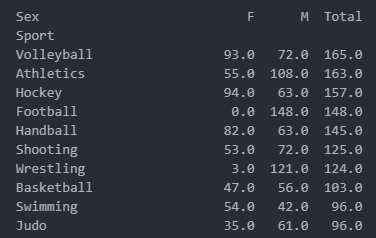 Sex F M Total
Sport
Volleyball 93.0 72.0 165.0
Athletics 55.0 108.0 163.0
Hockey 94.0 63.0 157.0
Football 0.0 148.0 148.0
Handball 82.0 63.0 145.0
Shooting 53.0 72.0 125.0
Wrestling 3.0 121.0 124.0
Basketball 47.0 56.0 103.0
Swimming 54.0 42.0 96.0
Judo 35.0 61.0 96.0